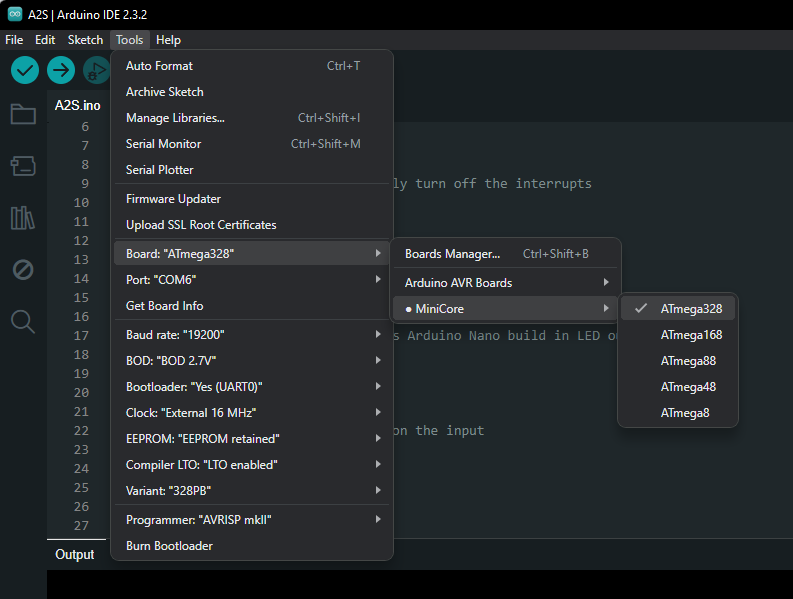 A2S | Arduino IDE 2.3.2
File Edit Sketch Tools Help
A2S.ino
6
7
8
9
10
11
12
13
14
15
16
17
18
19
20
21
22
23
24
25
26
27
Auto Format Ctrl+T
Archive Sketch
Manage Libraries... Ctrl+Shift+I
Serial Monitor Ctrl+Shift+M
Serial Plotter
Firmware Updater
Upload SSL Root Certificates
Board: "ATmega328"
Port: "COM6"
Get Board Info
Baud rate: "19200"
BOD: "BOD 2.7V"
Bootloader: "Yes (UART0)"
Clock: "External 16 MHz"
EEPROM: "EEPROM retained"
Compiler LTO: "LTO enabled"
Variant: "328PB"
Programmer: "AVRISP mkII"
Burn Bootloader
Boards Manager... Ctrl+Shift+B
Arduino AVR Boards
● MiniCore
ATmega328
ATmega168
ATmega88
ATmega48
ATmega8
ly turn off the interrupts
s Arduino Nano build in LED o
on the input
Output